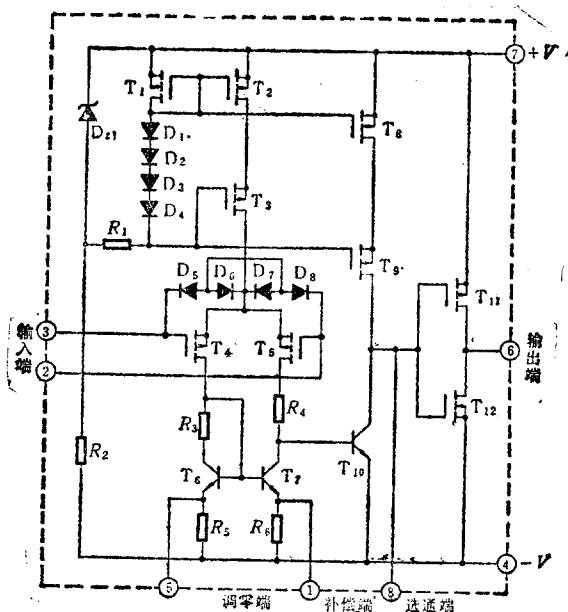 ⑦ +V
T1
T2
Dz1
D1
D2
D3
D4
T8
T3
R1
T9
D5 D6 D7 D8
③
输入端
②
T4
T5
T11
⑥
输出端
R3
R4
T12
R2
T6
T7
T10
R5
R6
④ -V
⑤ 调零端 ① 补偿端 ⑧ 选通端